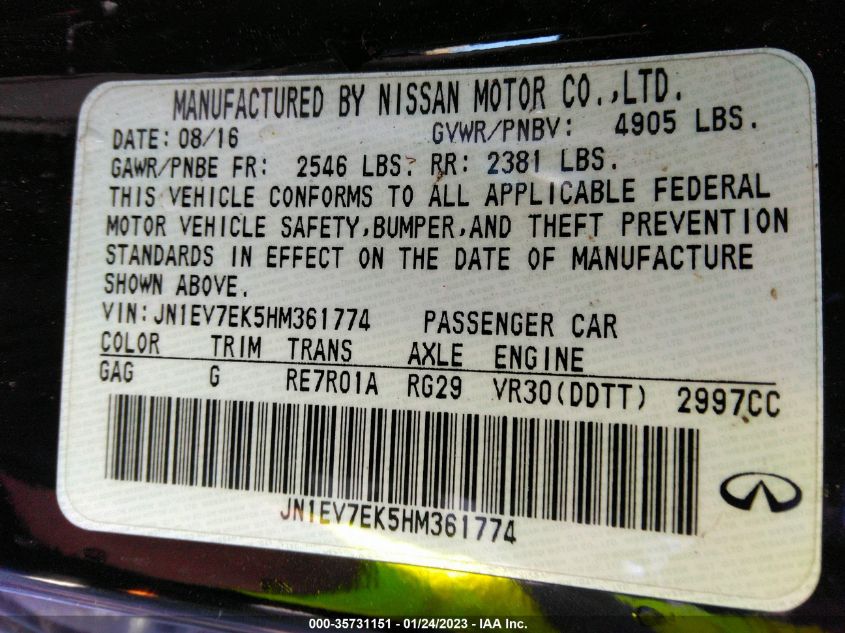 MANUFACTURED BY NISSAN MOTOR CO.,LTD.
DATE: 08/16 GVWR/PNBV: 4905 LBS.
GAWR/PNBE FR: 2546 LBS. RR: 2381 LBS.
THIS VEHICLE CONFORMS TO ALL APPLICABLE FEDERAL
MOTOR VEHICLE SAFETY,BUMPER,AND THEFT PREVENTION
STANDARDS IN EFFECT ON THE DATE OF MANUFACTURE
SHOWN ABOVE.
VIN:JN1EV7EK5HM361774 PASSENGER CAR
COLOR TRIM TRANS AXLE ENGINE
GAG G RE7R01A RG29 VR30(DDTT) 2997CC
JN1EV7EK5HM361774
000-35731151 — 01/24/2023 — IAA Inc.